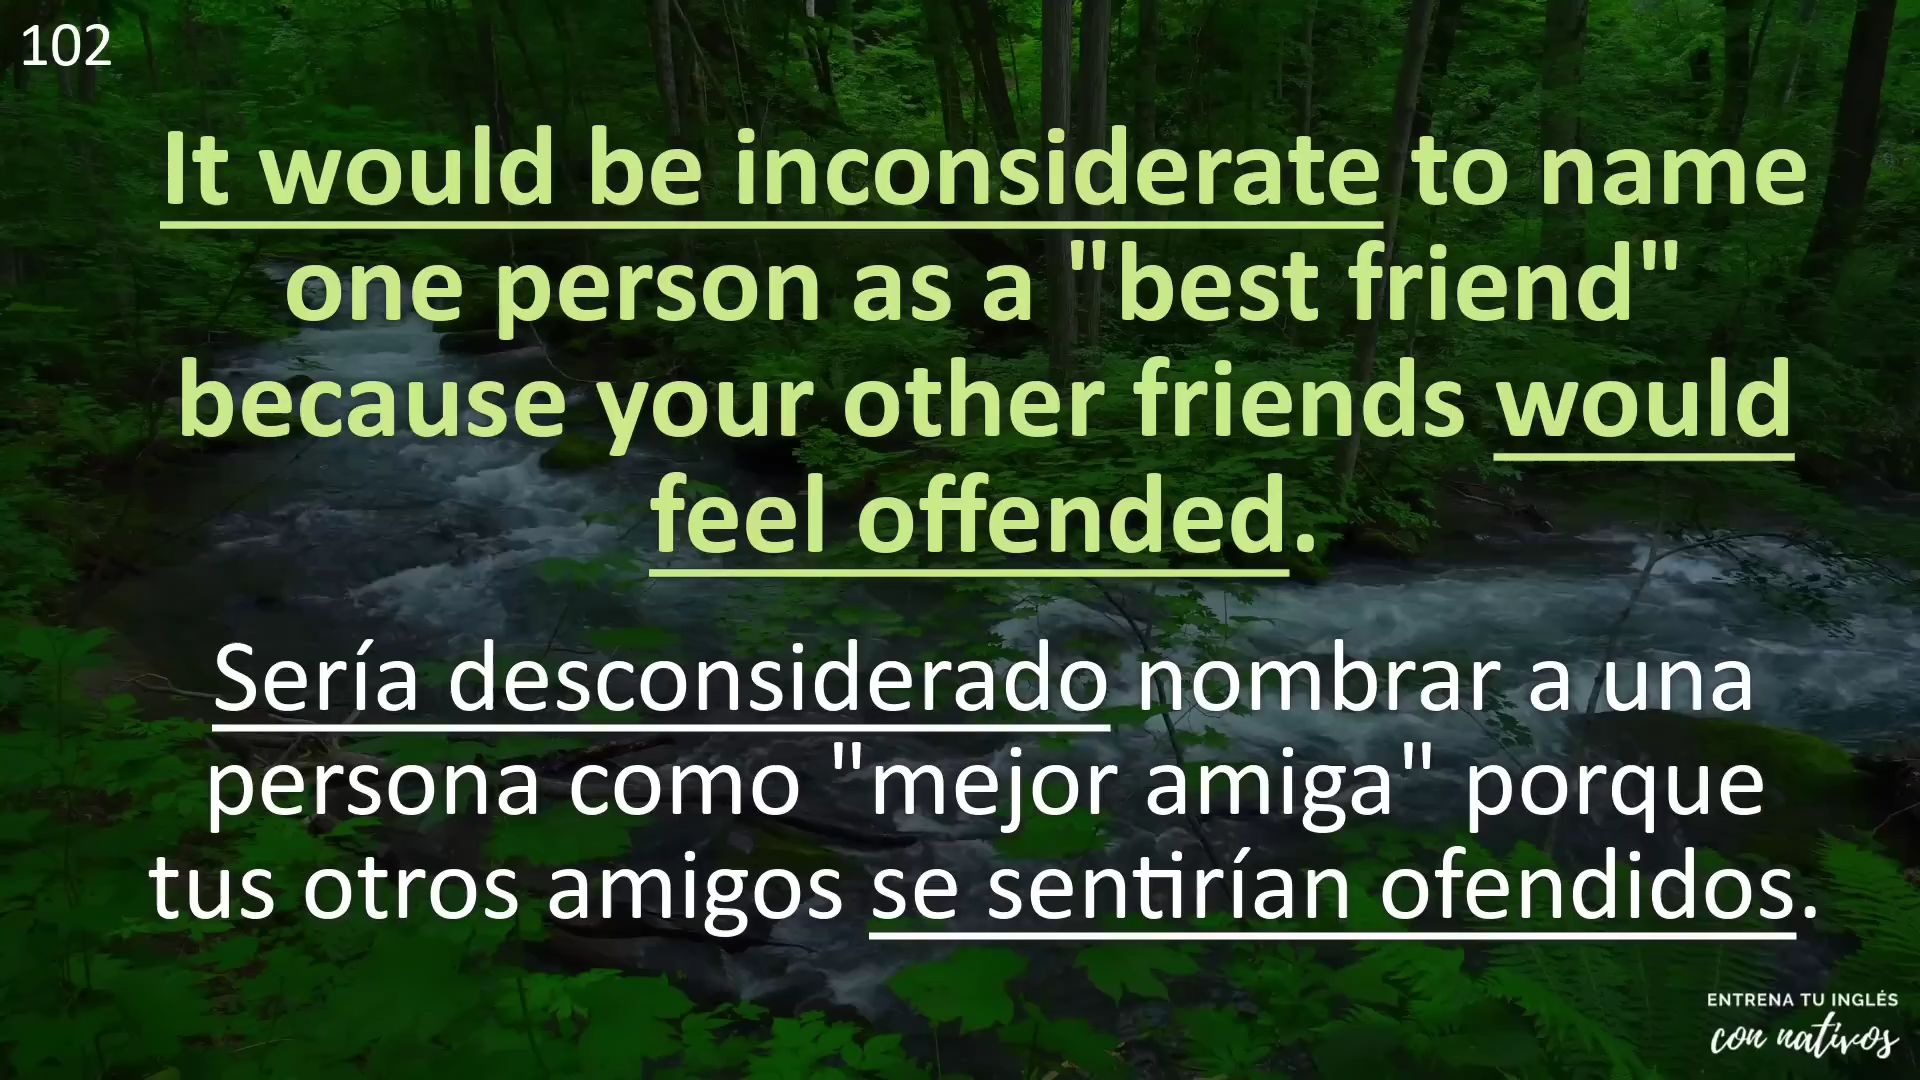 102
It would be inconsiderate to name
one person as a "best friend"
because your other friends would
feel offended.
Sería desconsiderado nombrar a una
persona como "mejor amiga" porque
tus otros amigos se sentirían ofendidos.
ENTRENA TU INGLÉS
con nativos